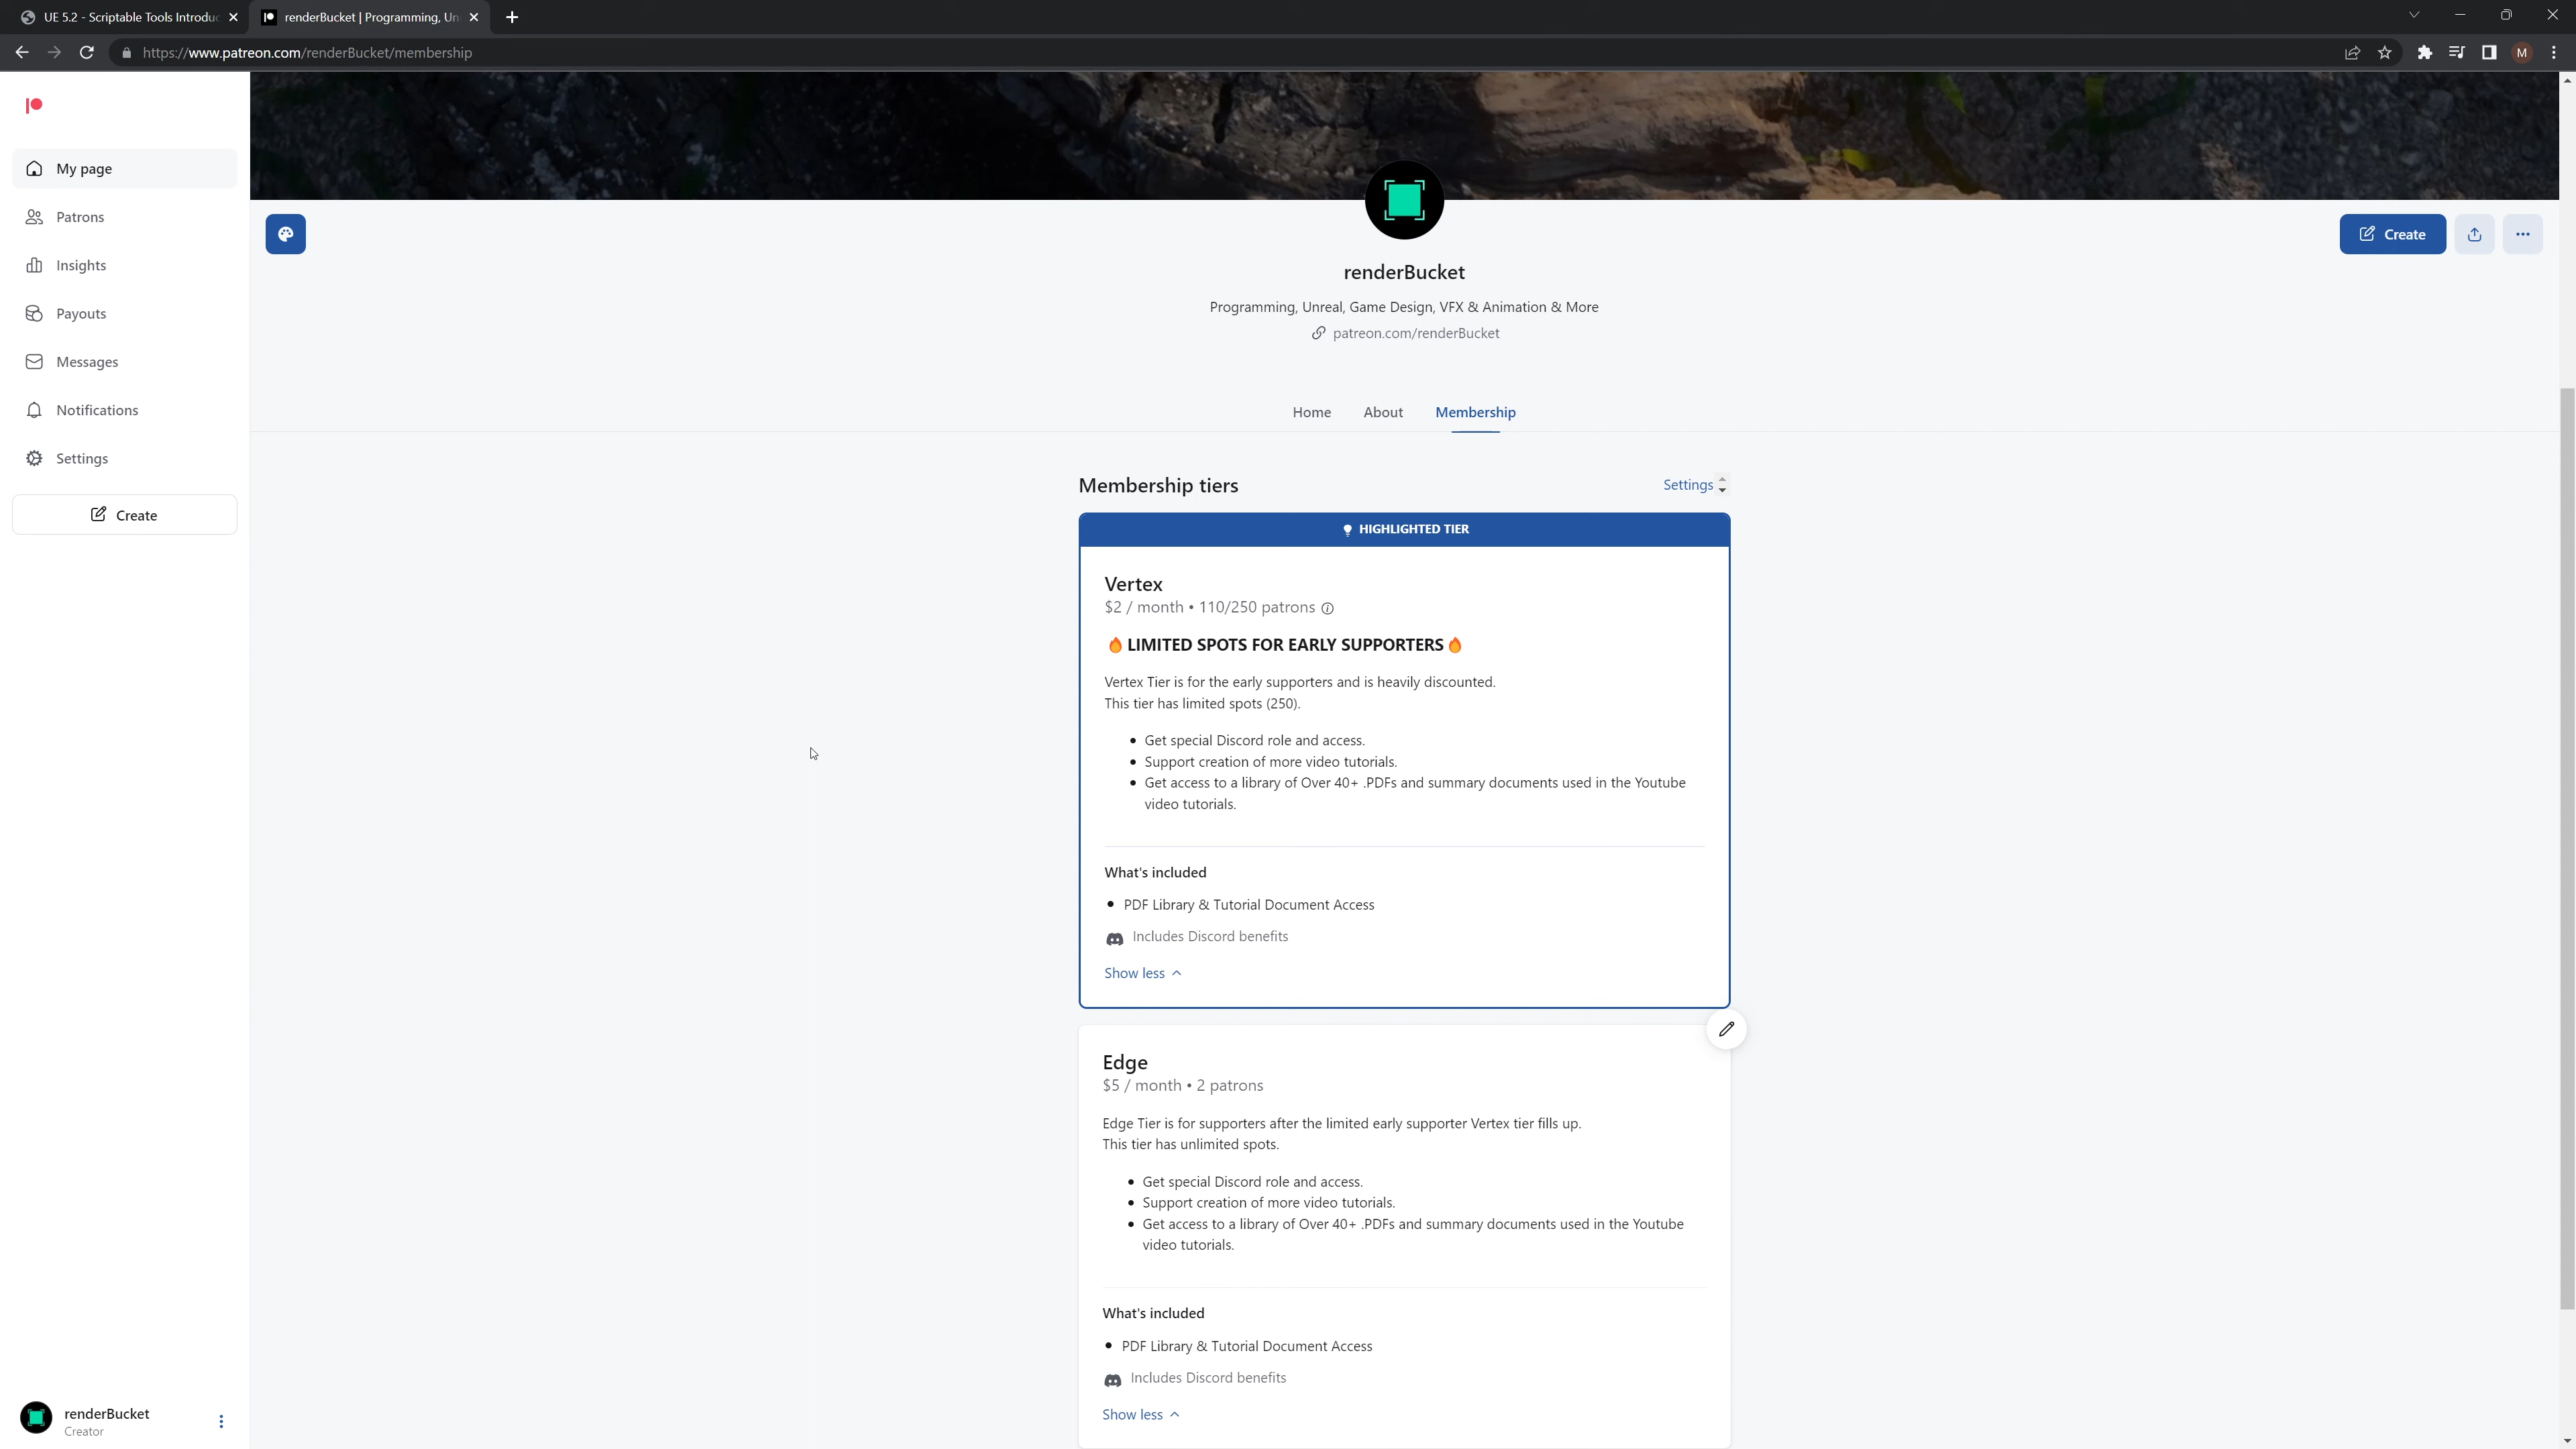 UE 5.2 - Scriptable Tools Introduc
renderBucket | Programming, Un
https://www.patreon.com/renderBucket/membership
M
My page
Patrons
Insights
Payouts
Messages
Notifications
Settings
Create
Create
renderBucket
Programming, Unreal, Game Design, VFX & Animation & More
patreon.com/renderBucket
Home
About
Membership
Membership tiers
Settings
HIGHLIGHTED TIER
Vertex
$2 / month • 110/250 patrons
🔥 LIMITED SPOTS FOR EARLY SUPPORTERS 🔥
Vertex Tier is for the early supporters and is heavily discounted.
This tier has limited spots (250).
• Get special Discord role and access.
• Support creation of more video tutorials.
• Get access to a library of Over 40+ .PDFs and summary documents used in the Youtube
video tutorials.
What's included
• PDF Library & Tutorial Document Access
Includes Discord benefits
Show less
Edge
$5 / month • 2 patrons
Edge Tier is for supporters after the limited early supporter Vertex tier fills up.
This tier has unlimited spots.
• Get special Discord role and access.
• Support creation of more video tutorials.
• Get access to a library of Over 40+ .PDFs and summary documents used in the Youtube
video tutorials.
What's included
• PDF Library & Tutorial Document Access
Includes Discord benefits
Show less
renderBucket
Creator